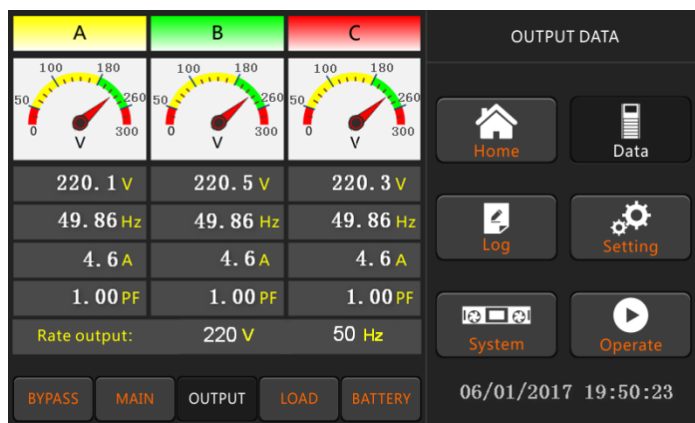 A B C
100 180 100 180 100 180
50 260 50 260 50 260
0 300 0 300 0 300
V V V
220.1 V 220.5 V 220.3 V
49.86 Hz 49.86 Hz 49.86 Hz
4.6 A 4.6 A 4.6 A
1.00 PF 1.00 PF 1.00 PF
Rate output: 220 V 50 Hz
BYPASS MAIN OUTPUT LOAD BATTERY
OUTPUT DATA
Home Data
Log Setting
System Operate
06/01/2017 19:50:23